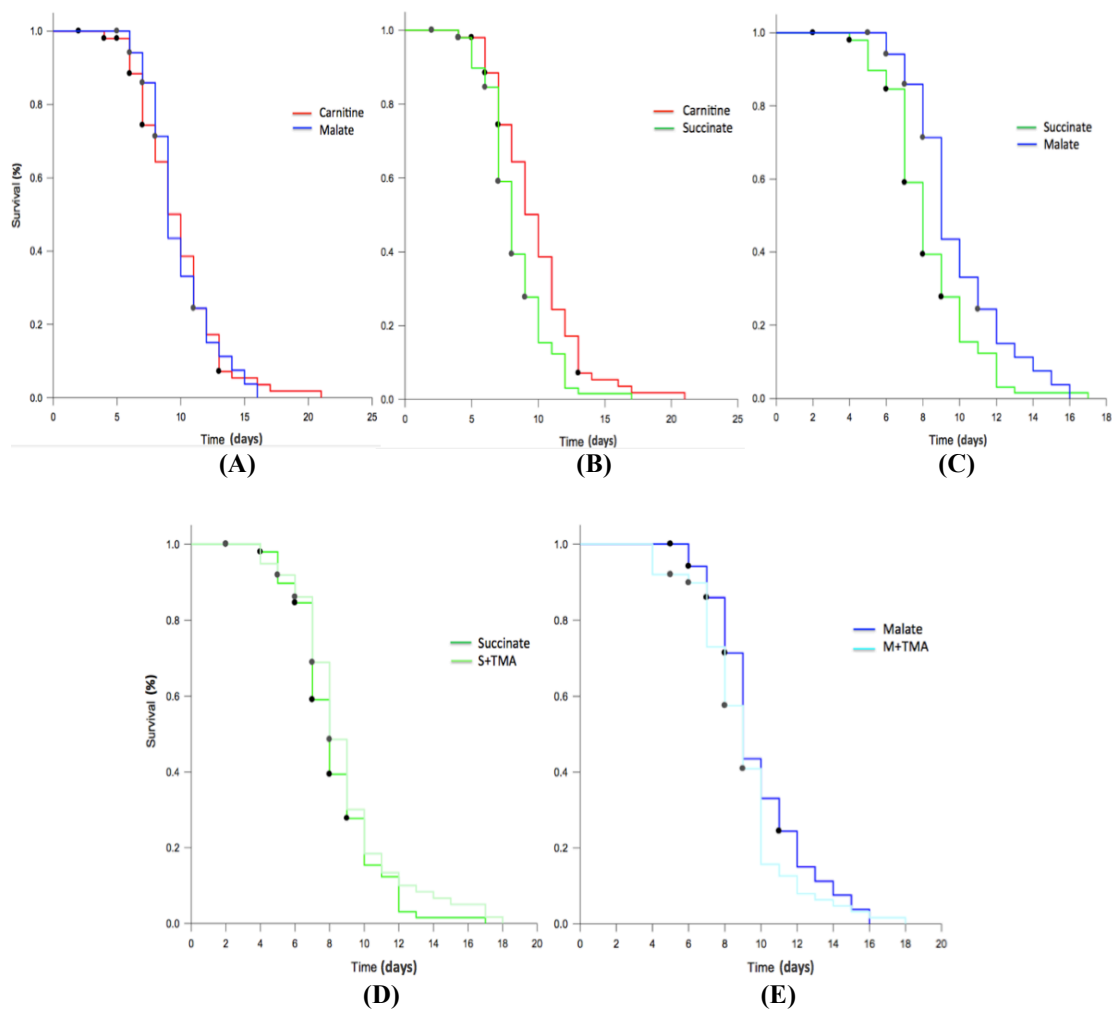 1.0
0.8
0.6
0.4
0.2
0.0
Survival (%)
Carnitine
Malate
0 5 10 15 20 25
Time (days)
(A)
1.0
0.8
0.6
0.4
0.2
0.0
Carnitine
Succinate
0 5 10 15 20 25
Time (days)
(B)
1.0
0.8
0.6
0.4
0.2
0.0
Succinate
Malate
0 2 4 6 8 10 12 14 16 18
Time (days)
(C)
1.0
0.8
0.6
0.4
0.2
0.0
Survival (%)
Succinate
S+TMA
0 2 4 6 8 10 12 14 16 18 20
Time (days)
(D)
1.0
0.8
0.6
0.4
0.2
0.0
Malate
M+TMA
0 2 4 6 8 10 12 14 16 18 20
Time (days)
(E)